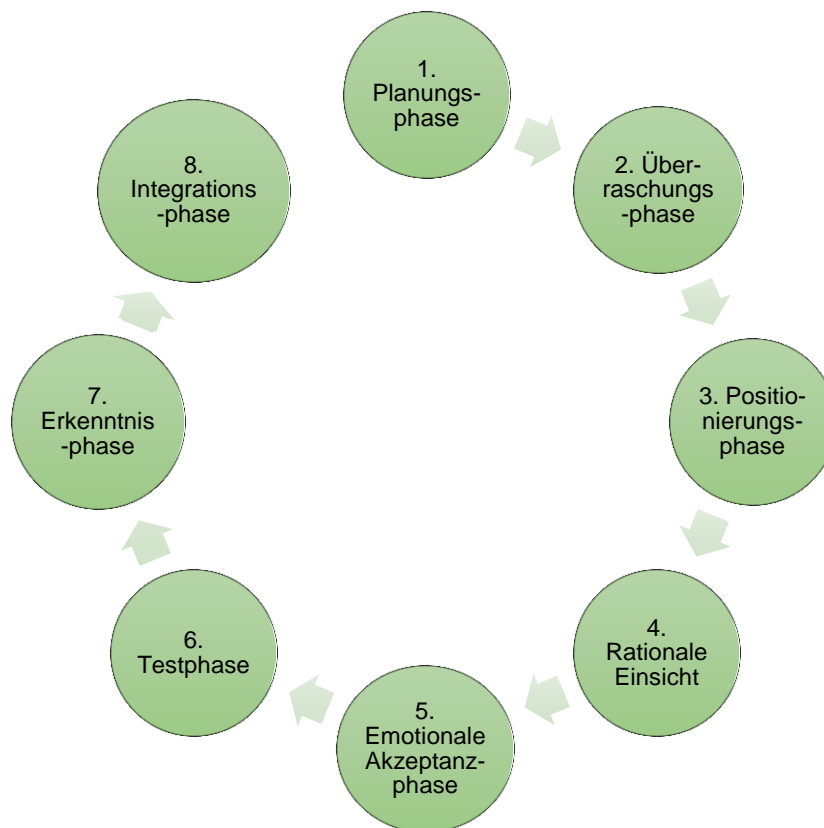 1.
Planungs-
phase
2. Über-
raschungs
-phase
3. Positio-
nierungs-
phase
4.
Rationale
Einsicht
5.
Emotionale
Akzeptanz-
phase
6.
Testphase
7.
Erkenntnis
-phase
8.
Integrations
-phase